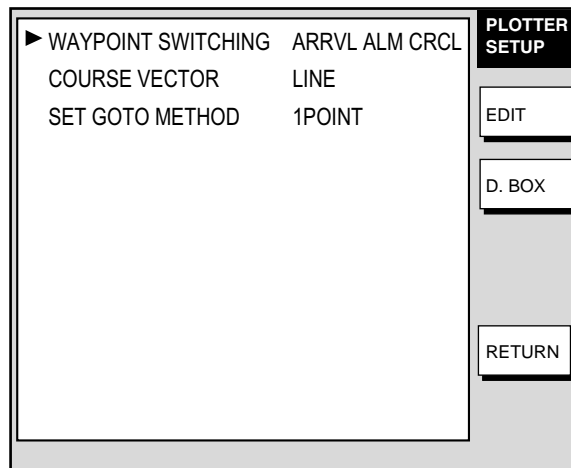 WAYPOINT SWITCHING ARRVL ALM CRCL
COURSE VECTOR LINE
SET GOTO METHOD 1POINT
PLOTTER
SETUP
EDIT
D. BOX
RETURN